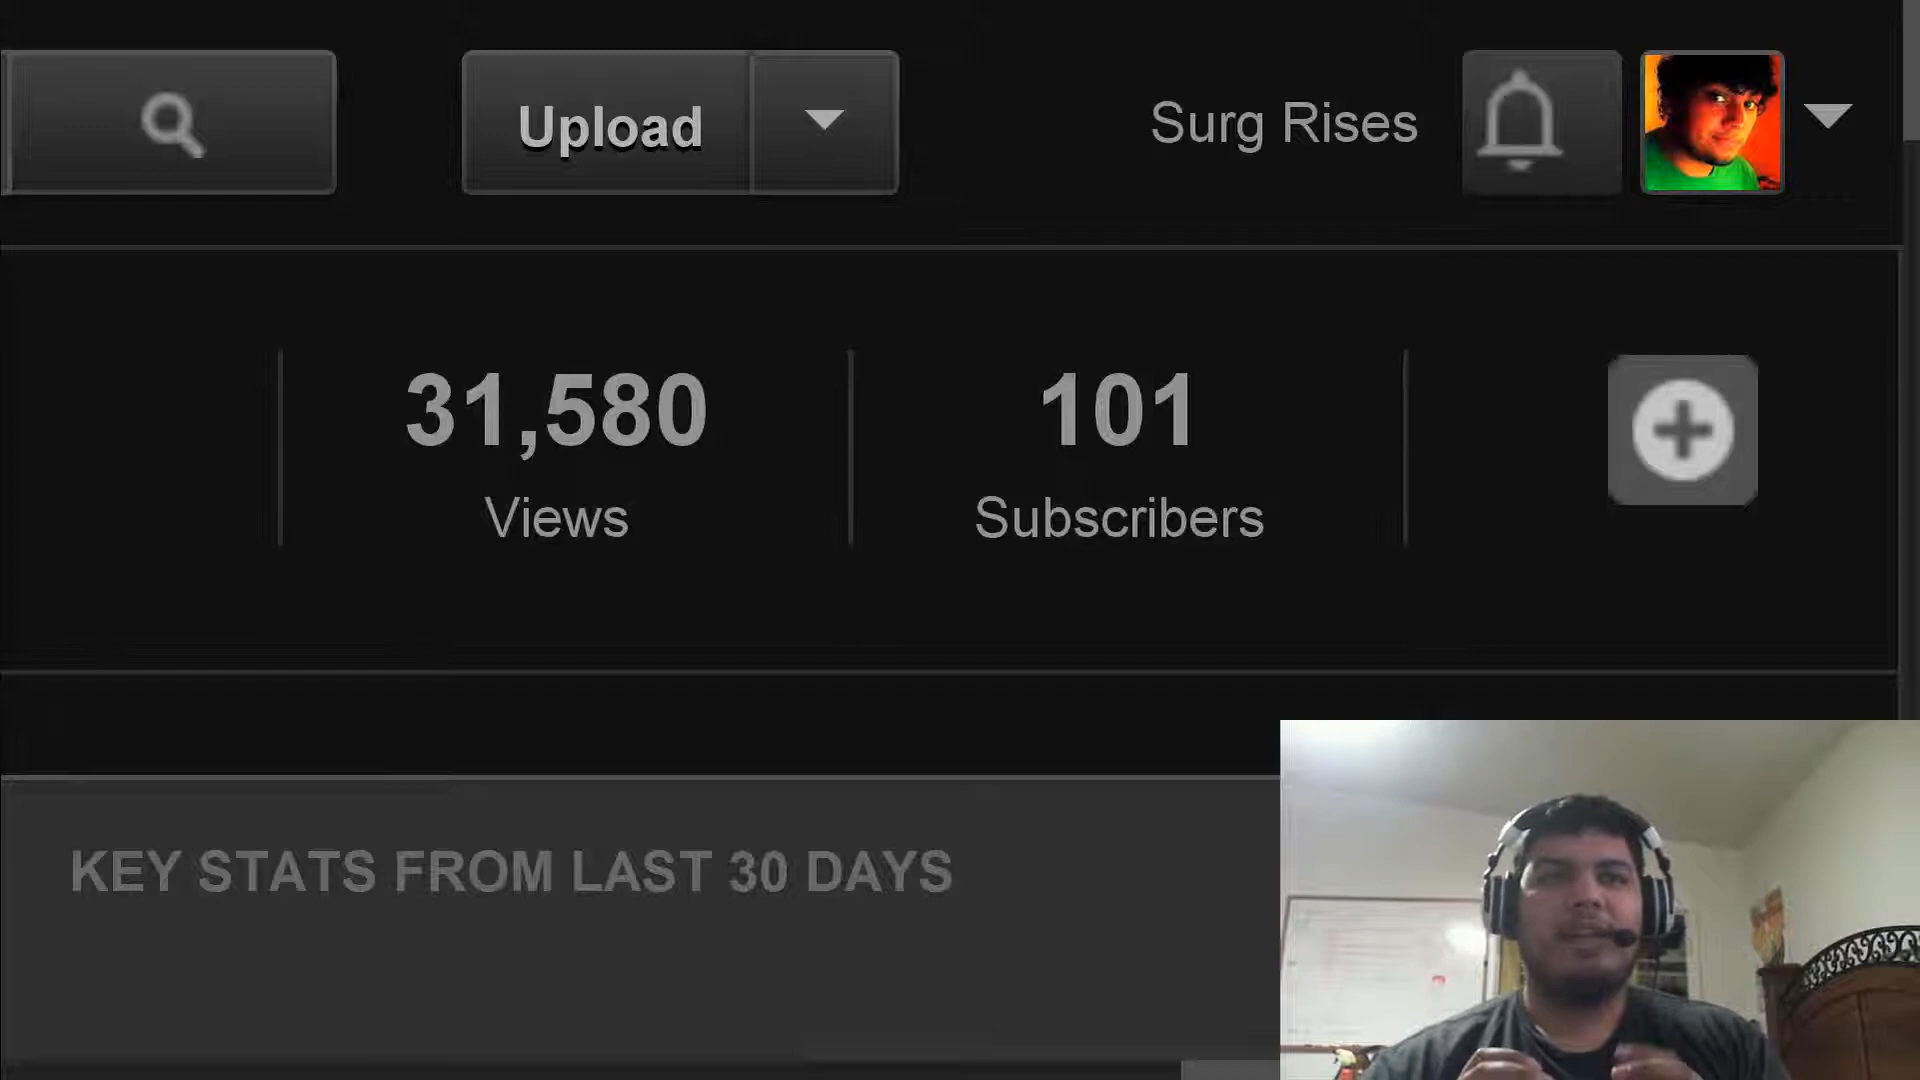 Upload
Surg Rises
31,580
Views
101
Subscribers
KEY STATS FROM LAST 30 DAYS